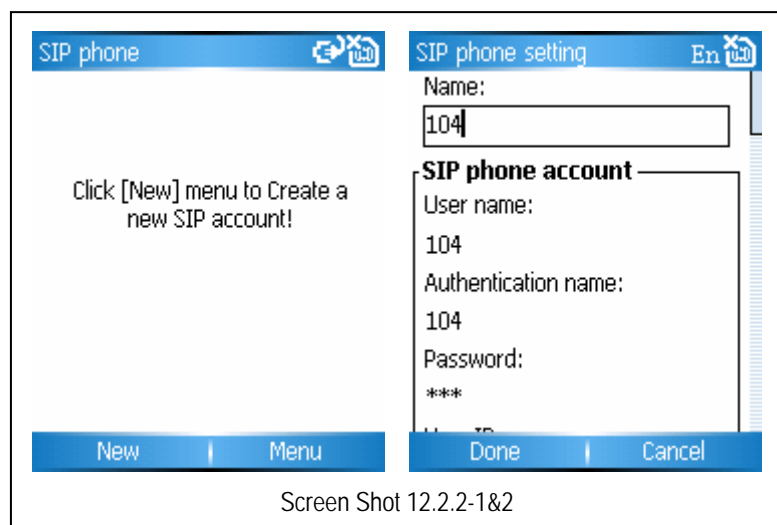 SIP phone
Click [New] menu to Create a
new SIP account!
New Menu
SIP phone setting En
Name:
104
SIP phone account
User name:
104
Authentication name:
104
Password:
***
Done Cancel
Screen Shot 12.2.2-1&2